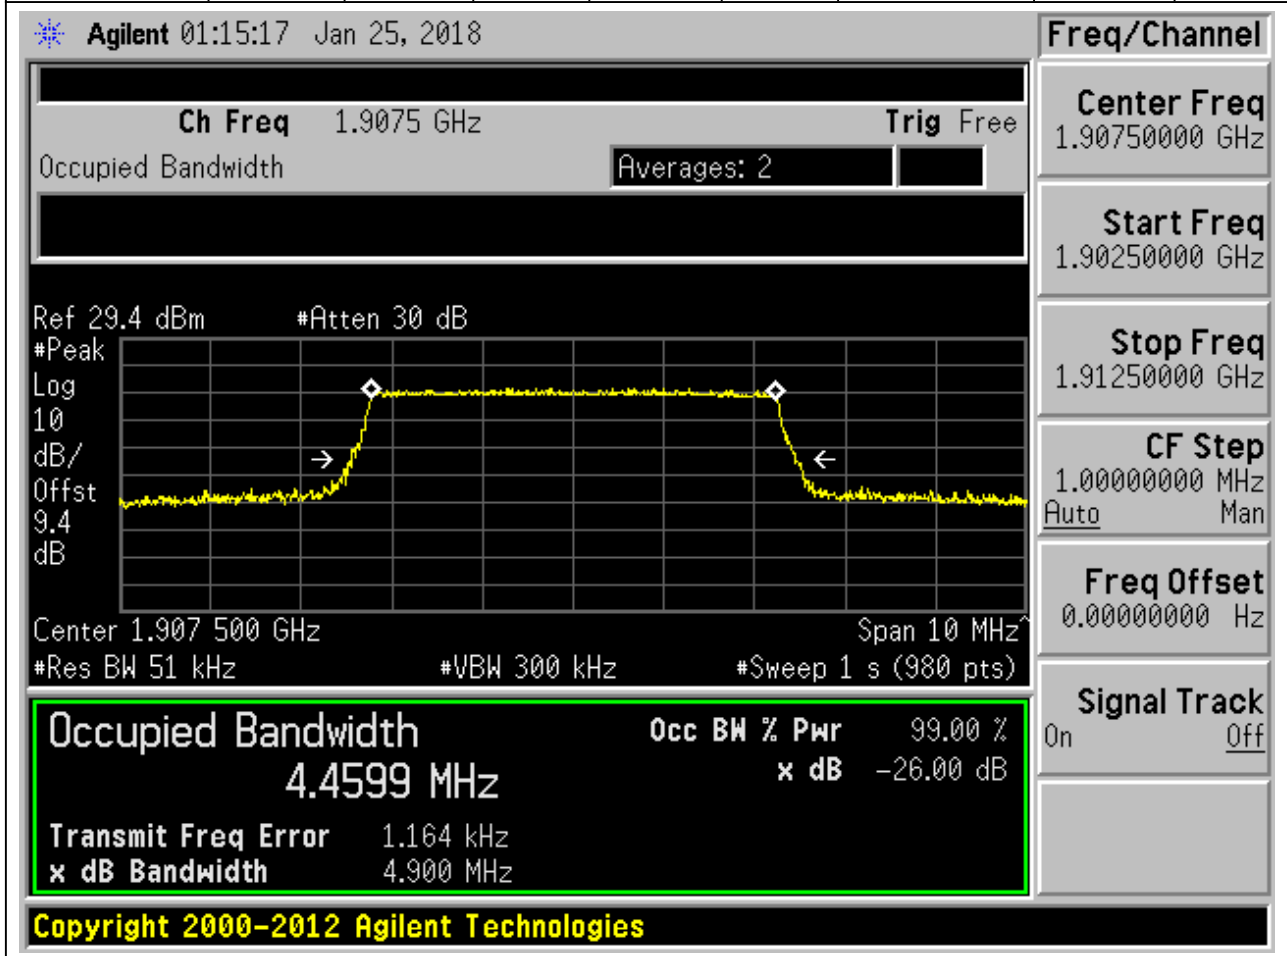 Agilent 01:15:17 Jan 25, 2018
Freq/Channel
Ch Freq 1.9075 GHz Trig Free
Occupied Bandwidth Averages: 2
Center Freq
1.90750000 GHz
Start Freq
1.90250000 GHz
Stop Freq
1.91250000 GHz
CF Step
1.00000000 MHz
Auto Man
Freq Offset
0.00000000 Hz
Signal Track
On Off
Ref 29.4 dBm #Atten 30 dB
#Peak
Log
10
dB/
Offst
9.4
dB
Center 1.907 500 GHz Span 10 MHz^
#Res BW 51 kHz #VBW 300 kHz #Sweep 1 s (980 pts)
Occupied Bandwidth Occ BW % Pwr 99.00 %
4.4599 MHz x dB -26.00 dB
Transmit Freq Error 1.164 kHz
x dB Bandwidth 4.900 MHz
Copyright 2000-2012 Agilent Technologies